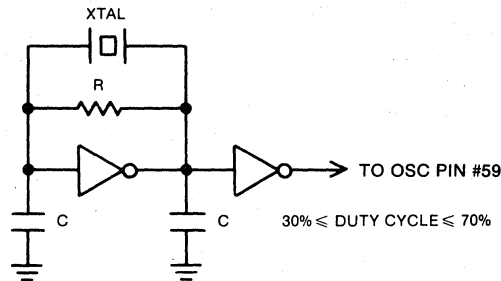 XTAL
R
TO OSC PIN #59
C
C
30% ≤ DUTY CYCLE ≤ 70%